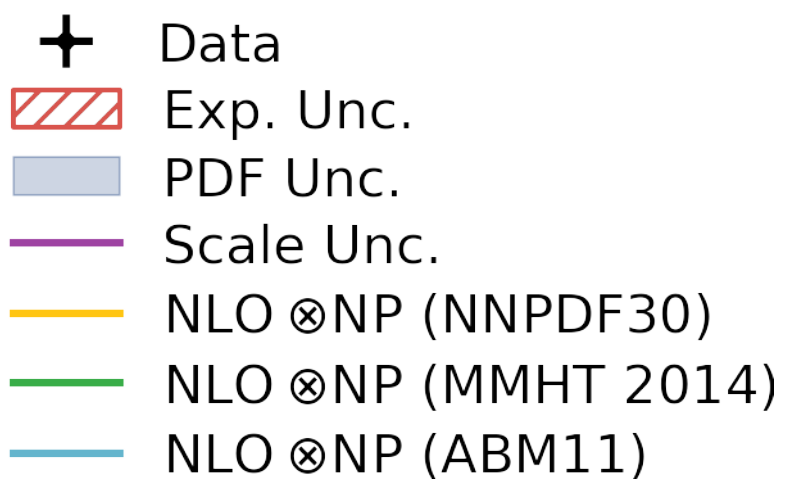 Data
Exp. Unc.
PDF Unc.
Scale Unc.
NLO ⊗NP (NNPDF30)
NLO ⊗NP (MMHT 2014)
NLO ⊗NP (ABM11)